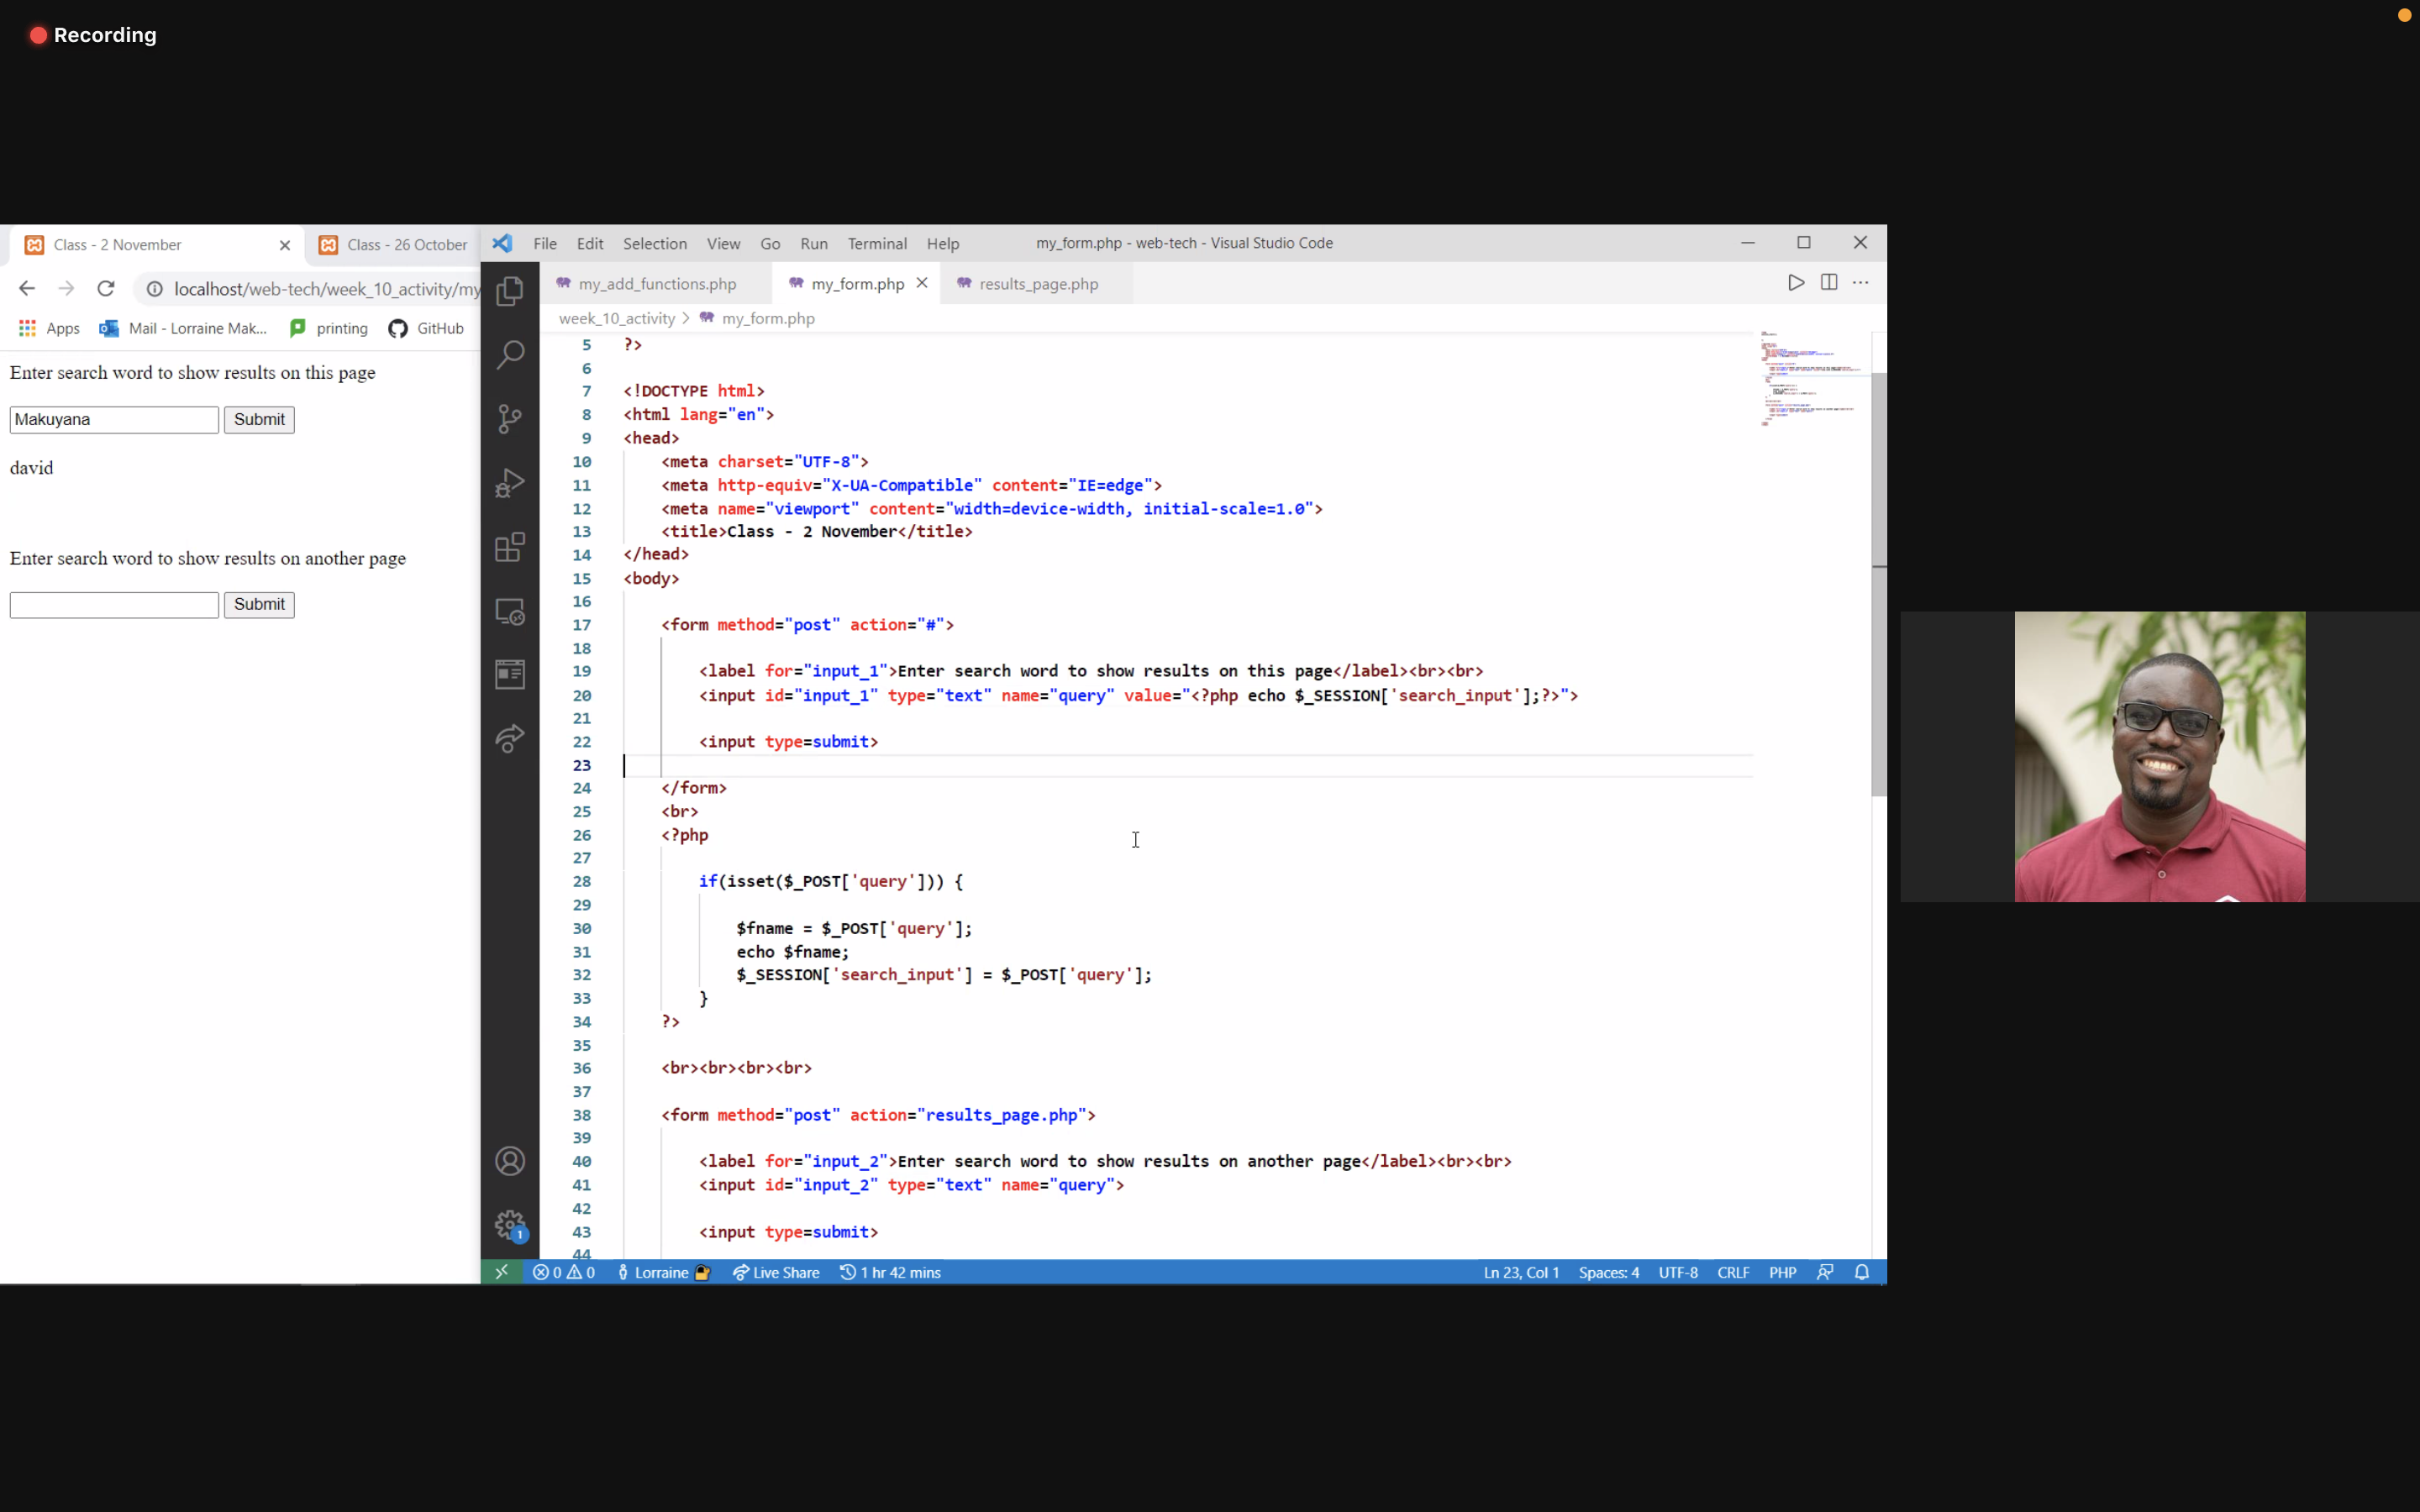 Recording
Class - 2 November
Class - 26 October
localhost/web-tech/week_10_activity/my
Apps Mail - Lorraine Mak... printing GitHub
Enter search word to show results on this page
Makuyana Submit
david
Enter search word to show results on another page
Submit
File Edit Selection View Go Run Terminal Help my_form.php - web-tech - Visual Studio Code
my_add_functions.php my_form.php results_page.php
week_10_activity > my_form.php
5 ?>
6
7 <!DOCTYPE html>
8 <html lang="en">
9 <head>
10 <meta charset="UTF-8">
11 <meta http-equiv="X-UA-Compatible" content="IE=edge">
12 <meta name="viewport" content="width=device-width, initial-scale=1.0">
13 <title>Class - 2 November</title>
14 </head>
15 <body>
16
17 <form method="post" action="#">
18
19 <label for="input_1">Enter search word to show results on this page</label><br><br>
20 <input id="input_1" type="text" name="query" value="<?php echo $_SESSION['search_input'];?>">
21
22 <input type=submit>
23
24 </form>
25 <br>
26 <?php
27
28 if(isset($_POST['query'])) {
29
30 $fname = $_POST['query'];
31 echo $fname;
32 $_SESSION['search_input'] = $_POST['query'];
33 }
34 ?>
35
36 <br><br><br><br>
37
38 <form method="post" action="results_page.php">
39
40 <label for="input_2">Enter search word to show results on another page</label><br><br>
41 <input id="input_2" type="text" name="query">
42
43 <input type=submit>
44
1
0 0 Lorraine Live Share 1 hr 42 mins Ln 23, Col 1 Spaces: 4 UTF-8 CRLF PHP